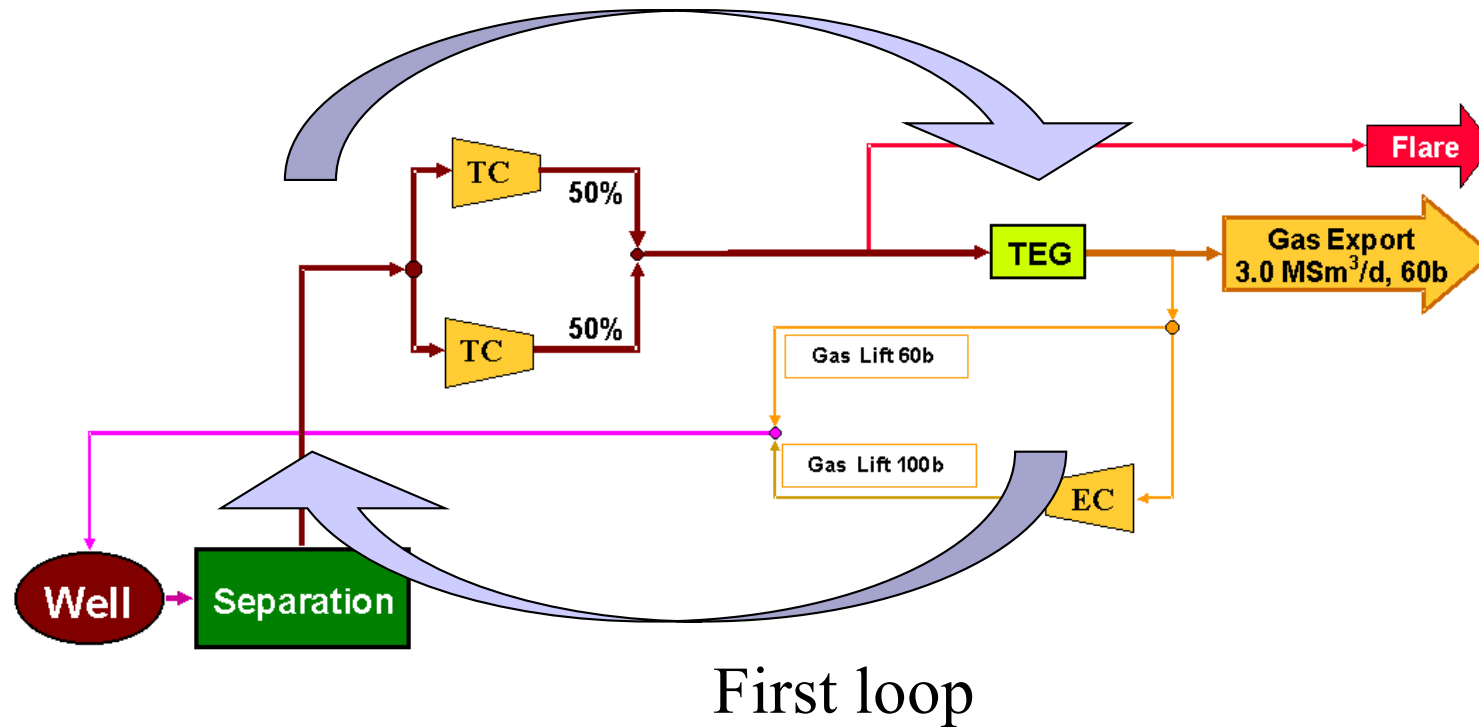 TC
50%
Flare
TEG
Gas Export
3.0 MSm³/d, 60b
TC
50%
Gas Lift 60b
Gas Lift 100b
EC
Well
Separation
First loop